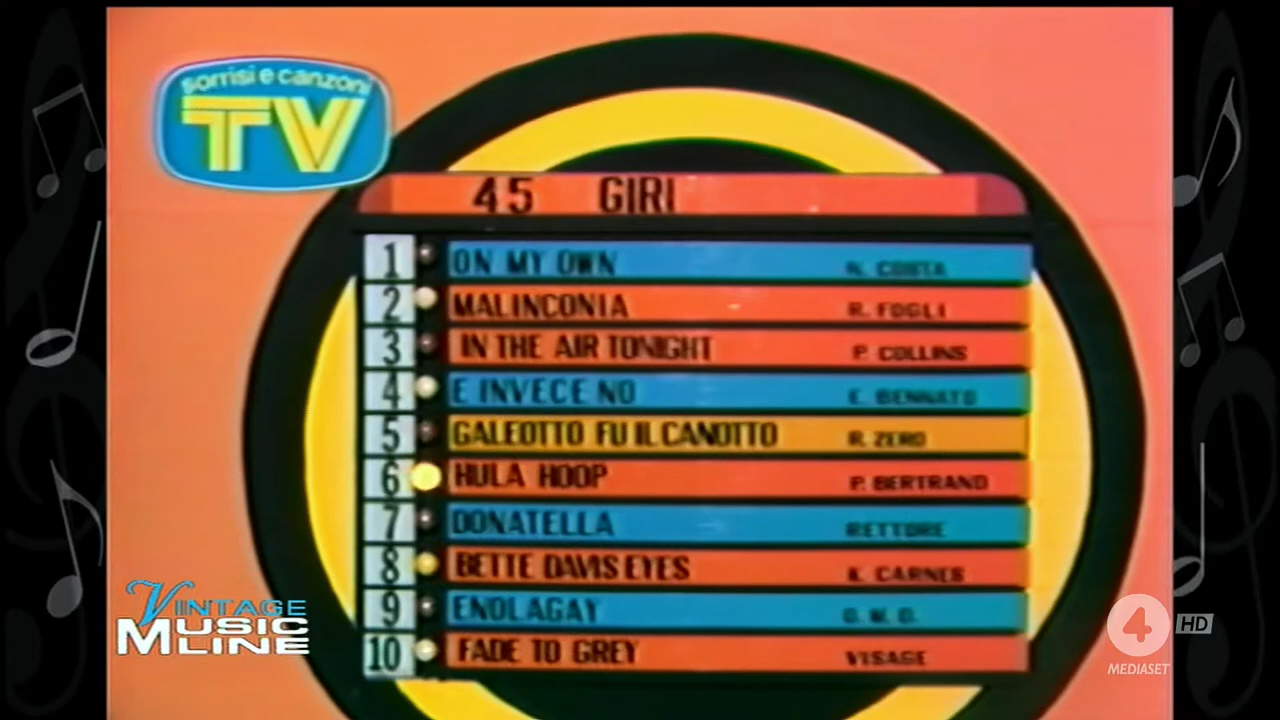 sorrisi e canzoni
TV
45 GIRI
1 ON MY OWN N. COSTA
2 MALINCONIA R. FOGLI
3 IN THE AIR TONIGHT P. COLLINS
4 E INVECE NO E. BENNATO
5 GALEOTTO FU IL CANOTTO R. ZERO
6 HULA HOOP P. BERTRAND
7 DONATELLA RETTORE
8 BETTE DAVIS EYES K. CARNES
9 ENOLAGAY O. M. D.
10 FADE TO GREY VISAGE
VINTAGE
MUSIC
LINE
4 HD
MEDIASET